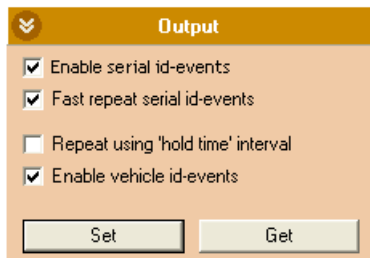 Output
Enable serial id-events
Fast repeat serial id-events
Repeat using 'hold time' interval
Enable vehicle id-events
Set Get